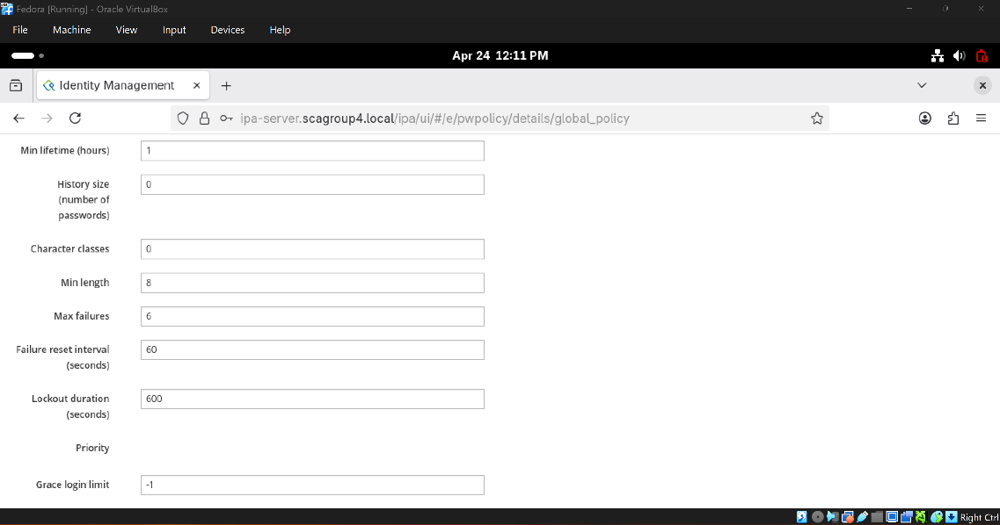 Fedora [Running] - Oracle VirtualBox
File Machine View Input Devices Help
Apr 24 12:11 PM
Identity Management
ipa-server.scagroup4.local/ipa/ui/#/e/pwpolicy/details/global_policy
Min lifetime (hours) 1
History size 0
(number of
passwords)
Character classes 0
Min length 8
Max failures 6
Failure reset interval 60
(seconds)
Lockout duration 600
(seconds)
Priority
Grace login limit -1
Right Ctrl